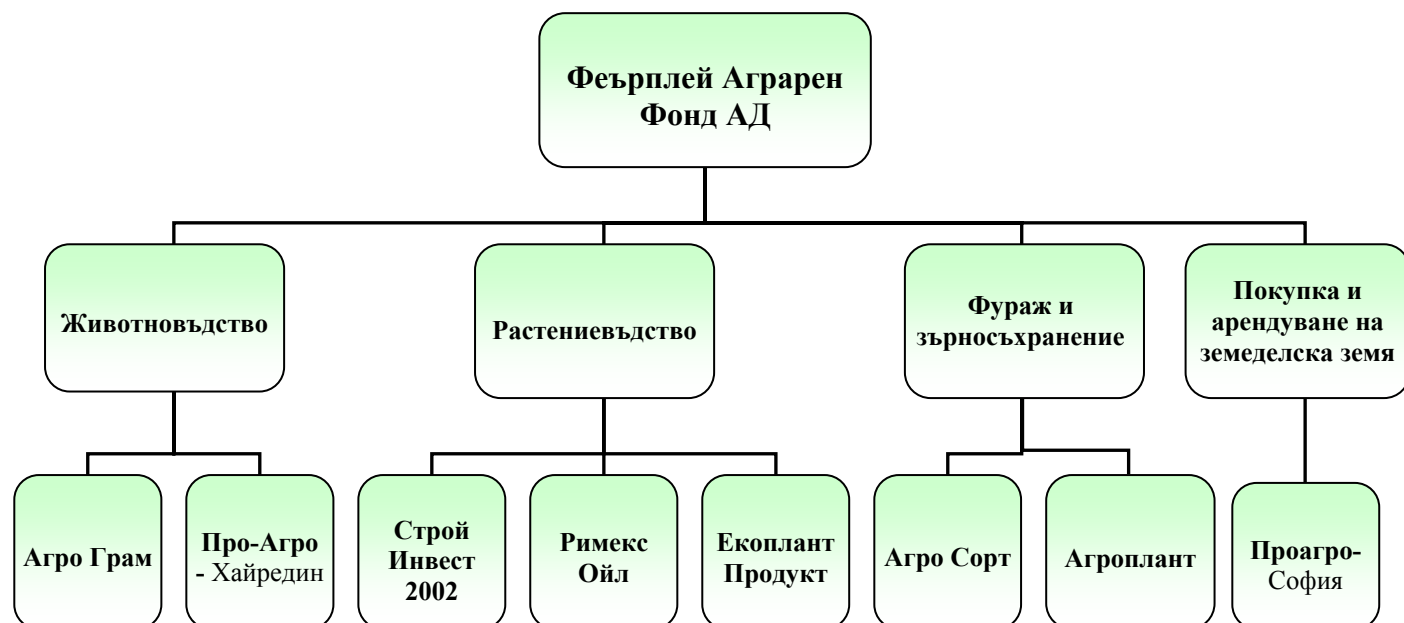 Феърплей Аграрен
Фонд АД
Животновъдство
Растениевъдство
Фураж и
зърносъхранение
Покупка и
арендуване на
земеделска земя
Агро Грам
Про-Агро
- Хайредин
Строй
Инвест
2002
Римекс
Ойл
Екоплант
Продукт
Агро Сорт
Агроплант
Проагро-
София